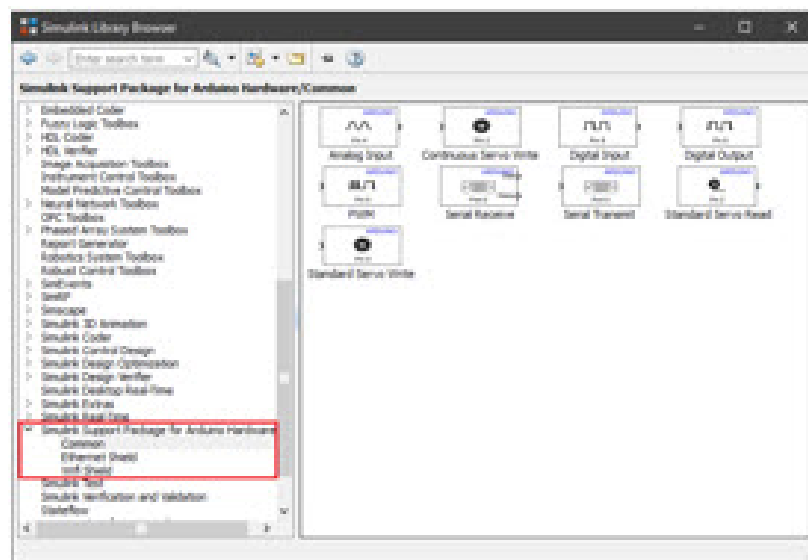 Simulink Library Browser
Enter search term
Simulink Support Package for Arduino Hardware/Common
Embedded Coder
Fuzzy Logic Toolbox
HDL Coder
HDL Verifier
Image Acquisition Toolbox
Instrument Control Toolbox
Model Predictive Control Toolbox
Neural Network Toolbox
OPC Toolbox
Phased Array System Toolbox
Report Generator
Robotics System Toolbox
Robust Control Toolbox
SimEvents
SimRF
Simscape
Simulink 3D Animation
Simulink Coder
Simulink Control Design
Simulink Design Optimization
Simulink Design Verifier
Simulink Desktop Real-Time
Simulink Extras
Simulink Real-Time
Simulink Support Package for Arduino Hardware
Common
Ethernet Shield
Wifi Shield
Simulink Test
Simulink Verification and Validation
Stateflow
Analog Input
Continuous Servo Write
Digital Input
Digital Output
PWM
Serial Receive
Serial Transmit
Standard Servo Read
Standard Servo Write